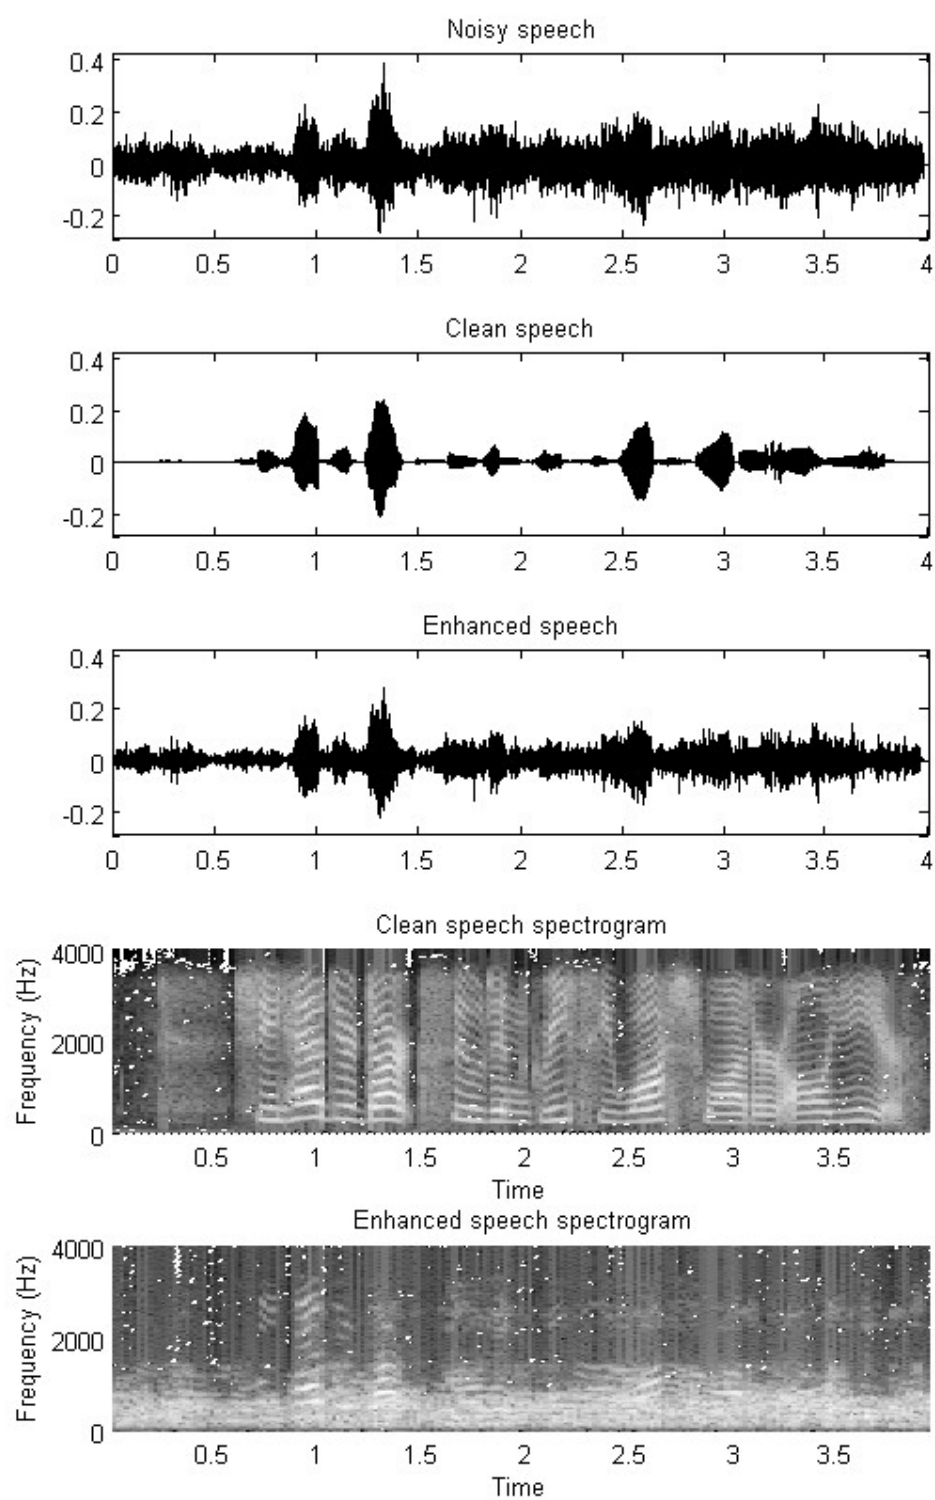 Noisy speech
0.4
0.2
0
-0.2
0 0.5 1 1.5 2 2.5 3 3.5 4
Clean speech
0.4
0.2
0
-0.2
0 0.5 1 1.5 2 2.5 3 3.5 4
Enhanced speech
0.4
0.2
0
-0.2
0 0.5 1 1.5 2 2.5 3 3.5 4
Clean speech spectrogram
Frequency (Hz)
4000
2000
0
0.5 1 1.5 2 2.5 3 3.5
Time
Enhanced speech spectrogram
Frequency (Hz)
4000
2000
0
0.5 1 1.5 2 2.5 3 3.5
Time